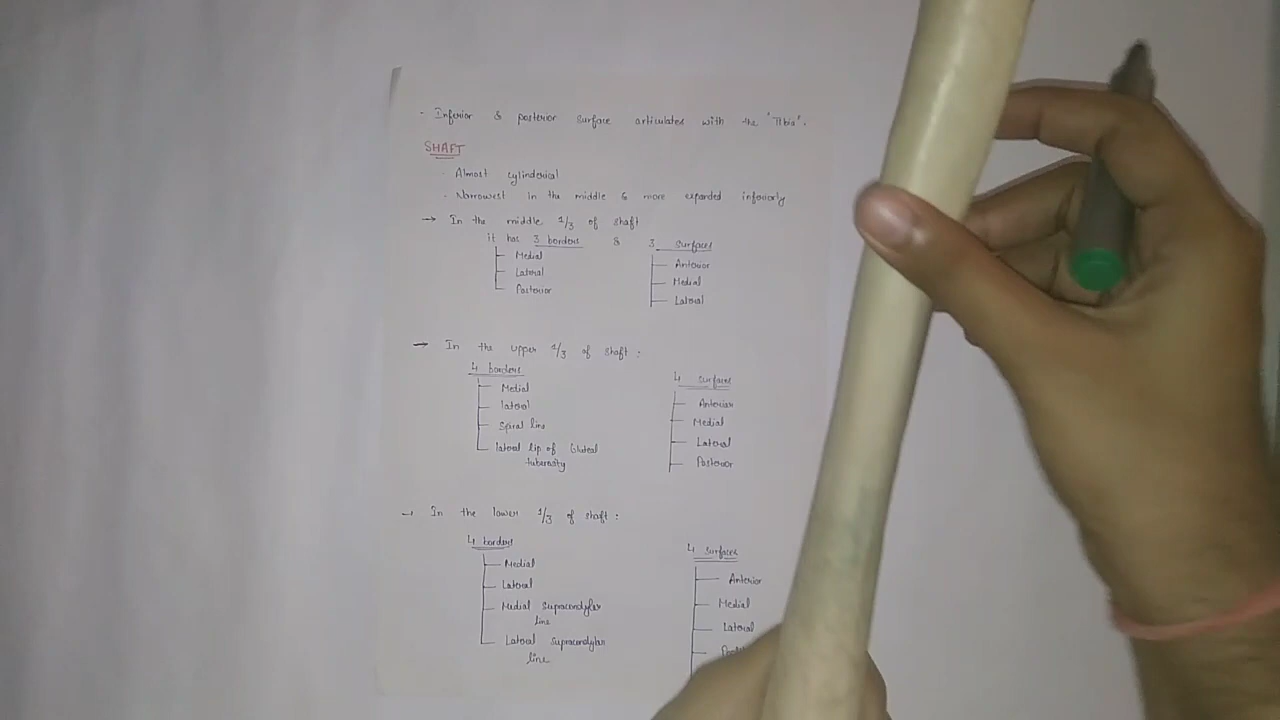 - Inferior & posterior surface articulates with the "Tibia".
SHAFT
- Almost cylinderical
- Narrowest in the middle & more expanded inferiorly
→ In the middle 1/3 of shaft
it has 3 borders & 3 surfaces
Medial
Lateral
Posterior
Anterior
Medial
Lateral
→ In the upper 1/3 of shaft :
4 borders
Medial
lateral
Spiral line
lateral lip of Gluteal
tuberosity
4 surfaces
Anterior
Medial
Lateral
Posterior
→ In the lower 1/3 of shaft :
4 borders
Medial
Lateral
Medial supracondylar
line
Lateral supracondylar
line
4 surfaces
Anterior
Medial
Lateral